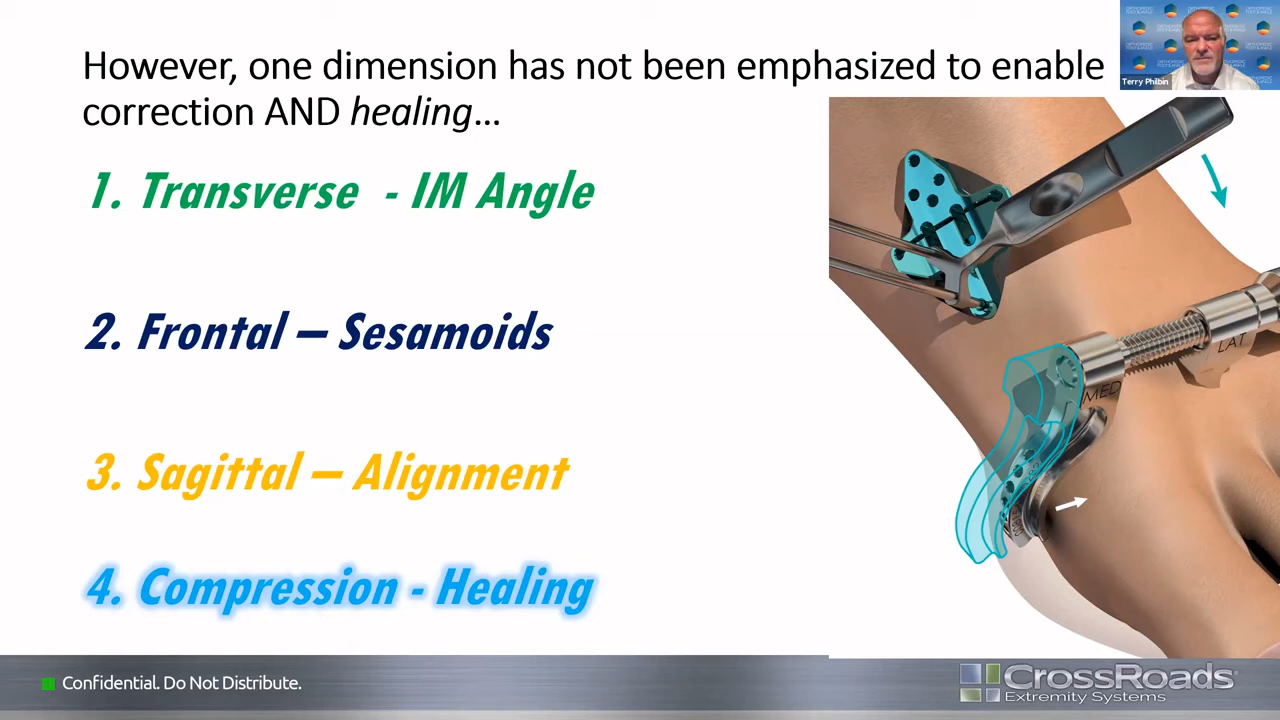 However, one dimension has not been emphasized to enable
correction AND healing...
1. Transverse - IM Angle
2. Frontal – Sesamoids
3. Sagittal – Alignment
4. Compression - Healing
Terry Philbin
LAT
MED
Confidential. Do Not Distribute.
CrossRoads
Extremity Systems